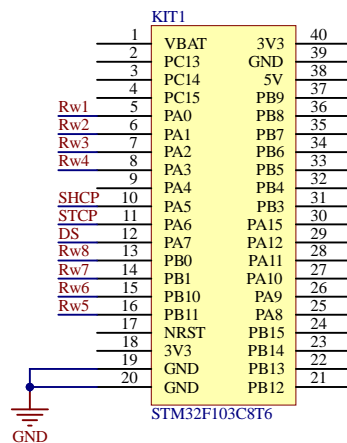 KIT1
1 VBAT 3V3 40
2 PC13 GND 39
3 PC14 5V 38
4 PC15 PB9 37
Rw1 5 PA0 PB8 36
Rw2 6 PA1 PB7 35
Rw3 7 PA2 PB6 34
Rw4 8 PA3 PB5 33
9 PA4 PB4 32
SHCP 10 PA5 PB3 31
STCP 11 PA6 PA15 30
DS 12 PA7 PA12 29
Rw8 13 PB0 PA11 28
Rw7 14 PB1 PA10 27
Rw6 15 PB10 PA9 26
Rw5 16 PB11 PA8 25
17 NRST PB15 24
18 3V3 PB14 23
19 GND PB13 22
20 GND PB12 21
STM32F103C8T6
GND